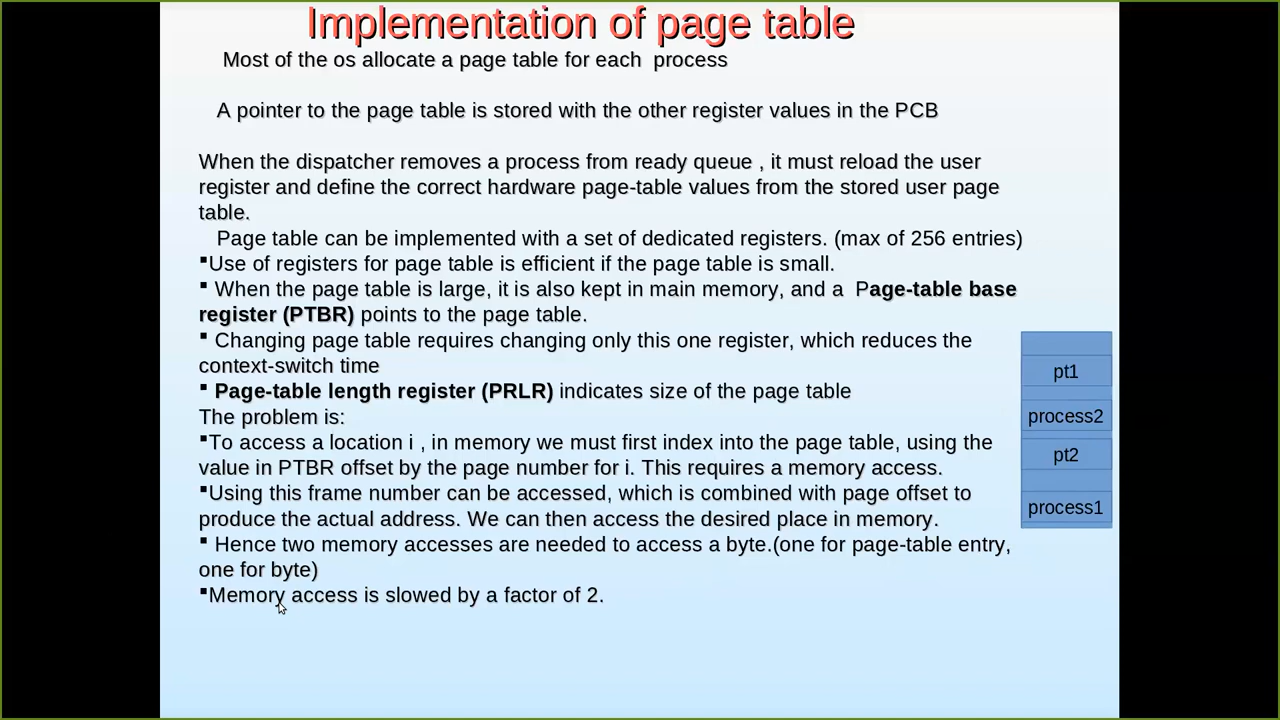 Implementation of page table
Most of the os allocate a page table for each  process
A pointer to the page table is stored with the other register values in the PCB
When the dispatcher removes a process from ready queue , it must reload the user
register and define the correct hardware page-table values from the stored user page
table.
Page table can be implemented with a set of dedicated registers. (max of 256 entries)
▪Use of registers for page table is efficient if the page table is small.
▪ When the page table is large, it is also kept in main memory, and a  Page-table base
register (PTBR) points to the page table.
▪ Changing page table requires changing only this one register, which reduces the
context-switch time
▪ Page-table length register (PRLR) indicates size of the page table
The problem is:
▪To access a location i , in memory we must first index into the page table, using the
value in PTBR offset by the page number for i. This requires a memory access.
▪Using this frame number can be accessed, which is combined with page offset to
produce the actual address. We can then access the desired place in memory.
▪ Hence two memory accesses are needed to access a byte.(one for page-table entry,
one for byte)
▪Memory access is slowed by a factor of 2.
pt1
process2
pt2
process1